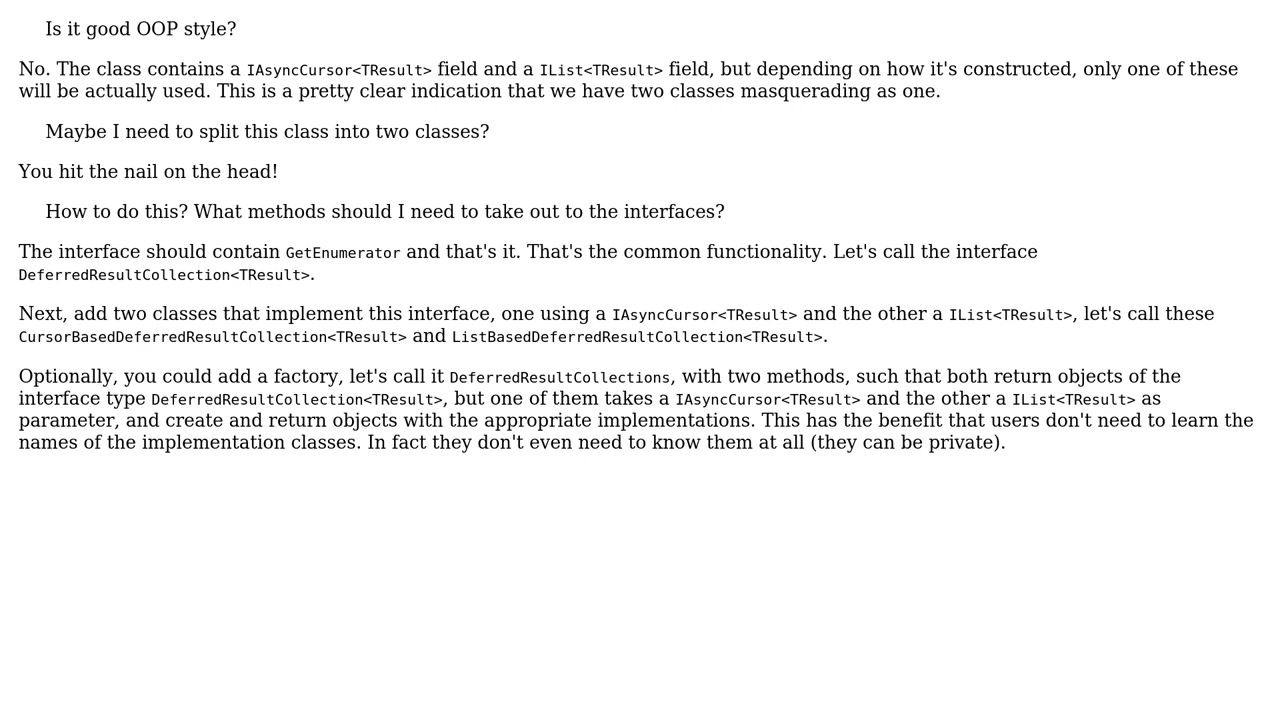 Is it good OOP style?
No. The class contains a IAsyncCursor<TResult> field and a IList<TResult> field, but depending on how it's constructed, only one of these
will be actually used. This is a pretty clear indication that we have two classes masquerading as one.
Maybe I need to split this class into two classes?
You hit the nail on the head!
How to do this? What methods should I need to take out to the interfaces?
The interface should contain GetEnumerator and that's it. That's the common functionality. Let's call the interface
DeferredResultCollection<TResult>.
Next, add two classes that implement this interface, one using a IAsyncCursor<TResult> and the other a IList<TResult>, let's call these
CursorBasedDeferredResultCollection<TResult> and ListBasedDeferredResultCollection<TResult>.
Optionally, you could add a factory, let's call it DeferredResultCollections, with two methods, such that both return objects of the
interface type DeferredResultCollection<TResult>, but one of them takes a IAsyncCursor<TResult> and the other a IList<TResult> as
parameter, and create and return objects with the appropriate implementations. This has the benefit that users don't need to learn the
names of the implementation classes. In fact they don't even need to know them at all (they can be private).